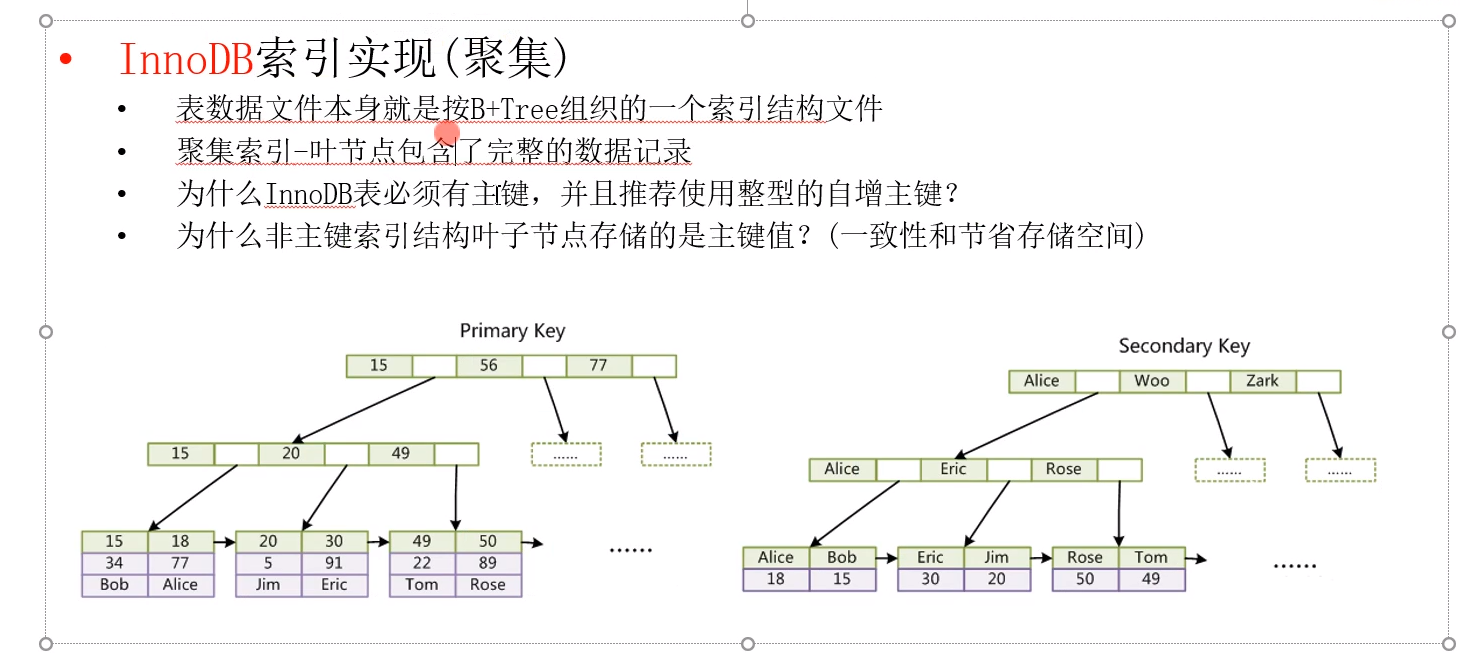 • InnoDB索引实现(聚集)
• 表数据文件本身就是按B+Tree组织的一个索引结构文件
• 聚集索引-叶节点包含了完整的数据记录
• 为什么InnoDB表必须有主键，并且推荐使用整型的自增主键？
• 为什么非主键索引结构叶子节点存储的是主键值？(一致性和节省存储空间)
Primary Key
15 56 77
15 20 49
...... ......
15 18 20 30 49 50
34 77 5 91 22 89
Bob Alice Jim Eric Tom Rose
......
Secondary Key
Alice Woo Zark
Alice Eric Rose
...... ......
Alice Bob Eric Jim Rose Tom
18 15 30 20 50 49
......